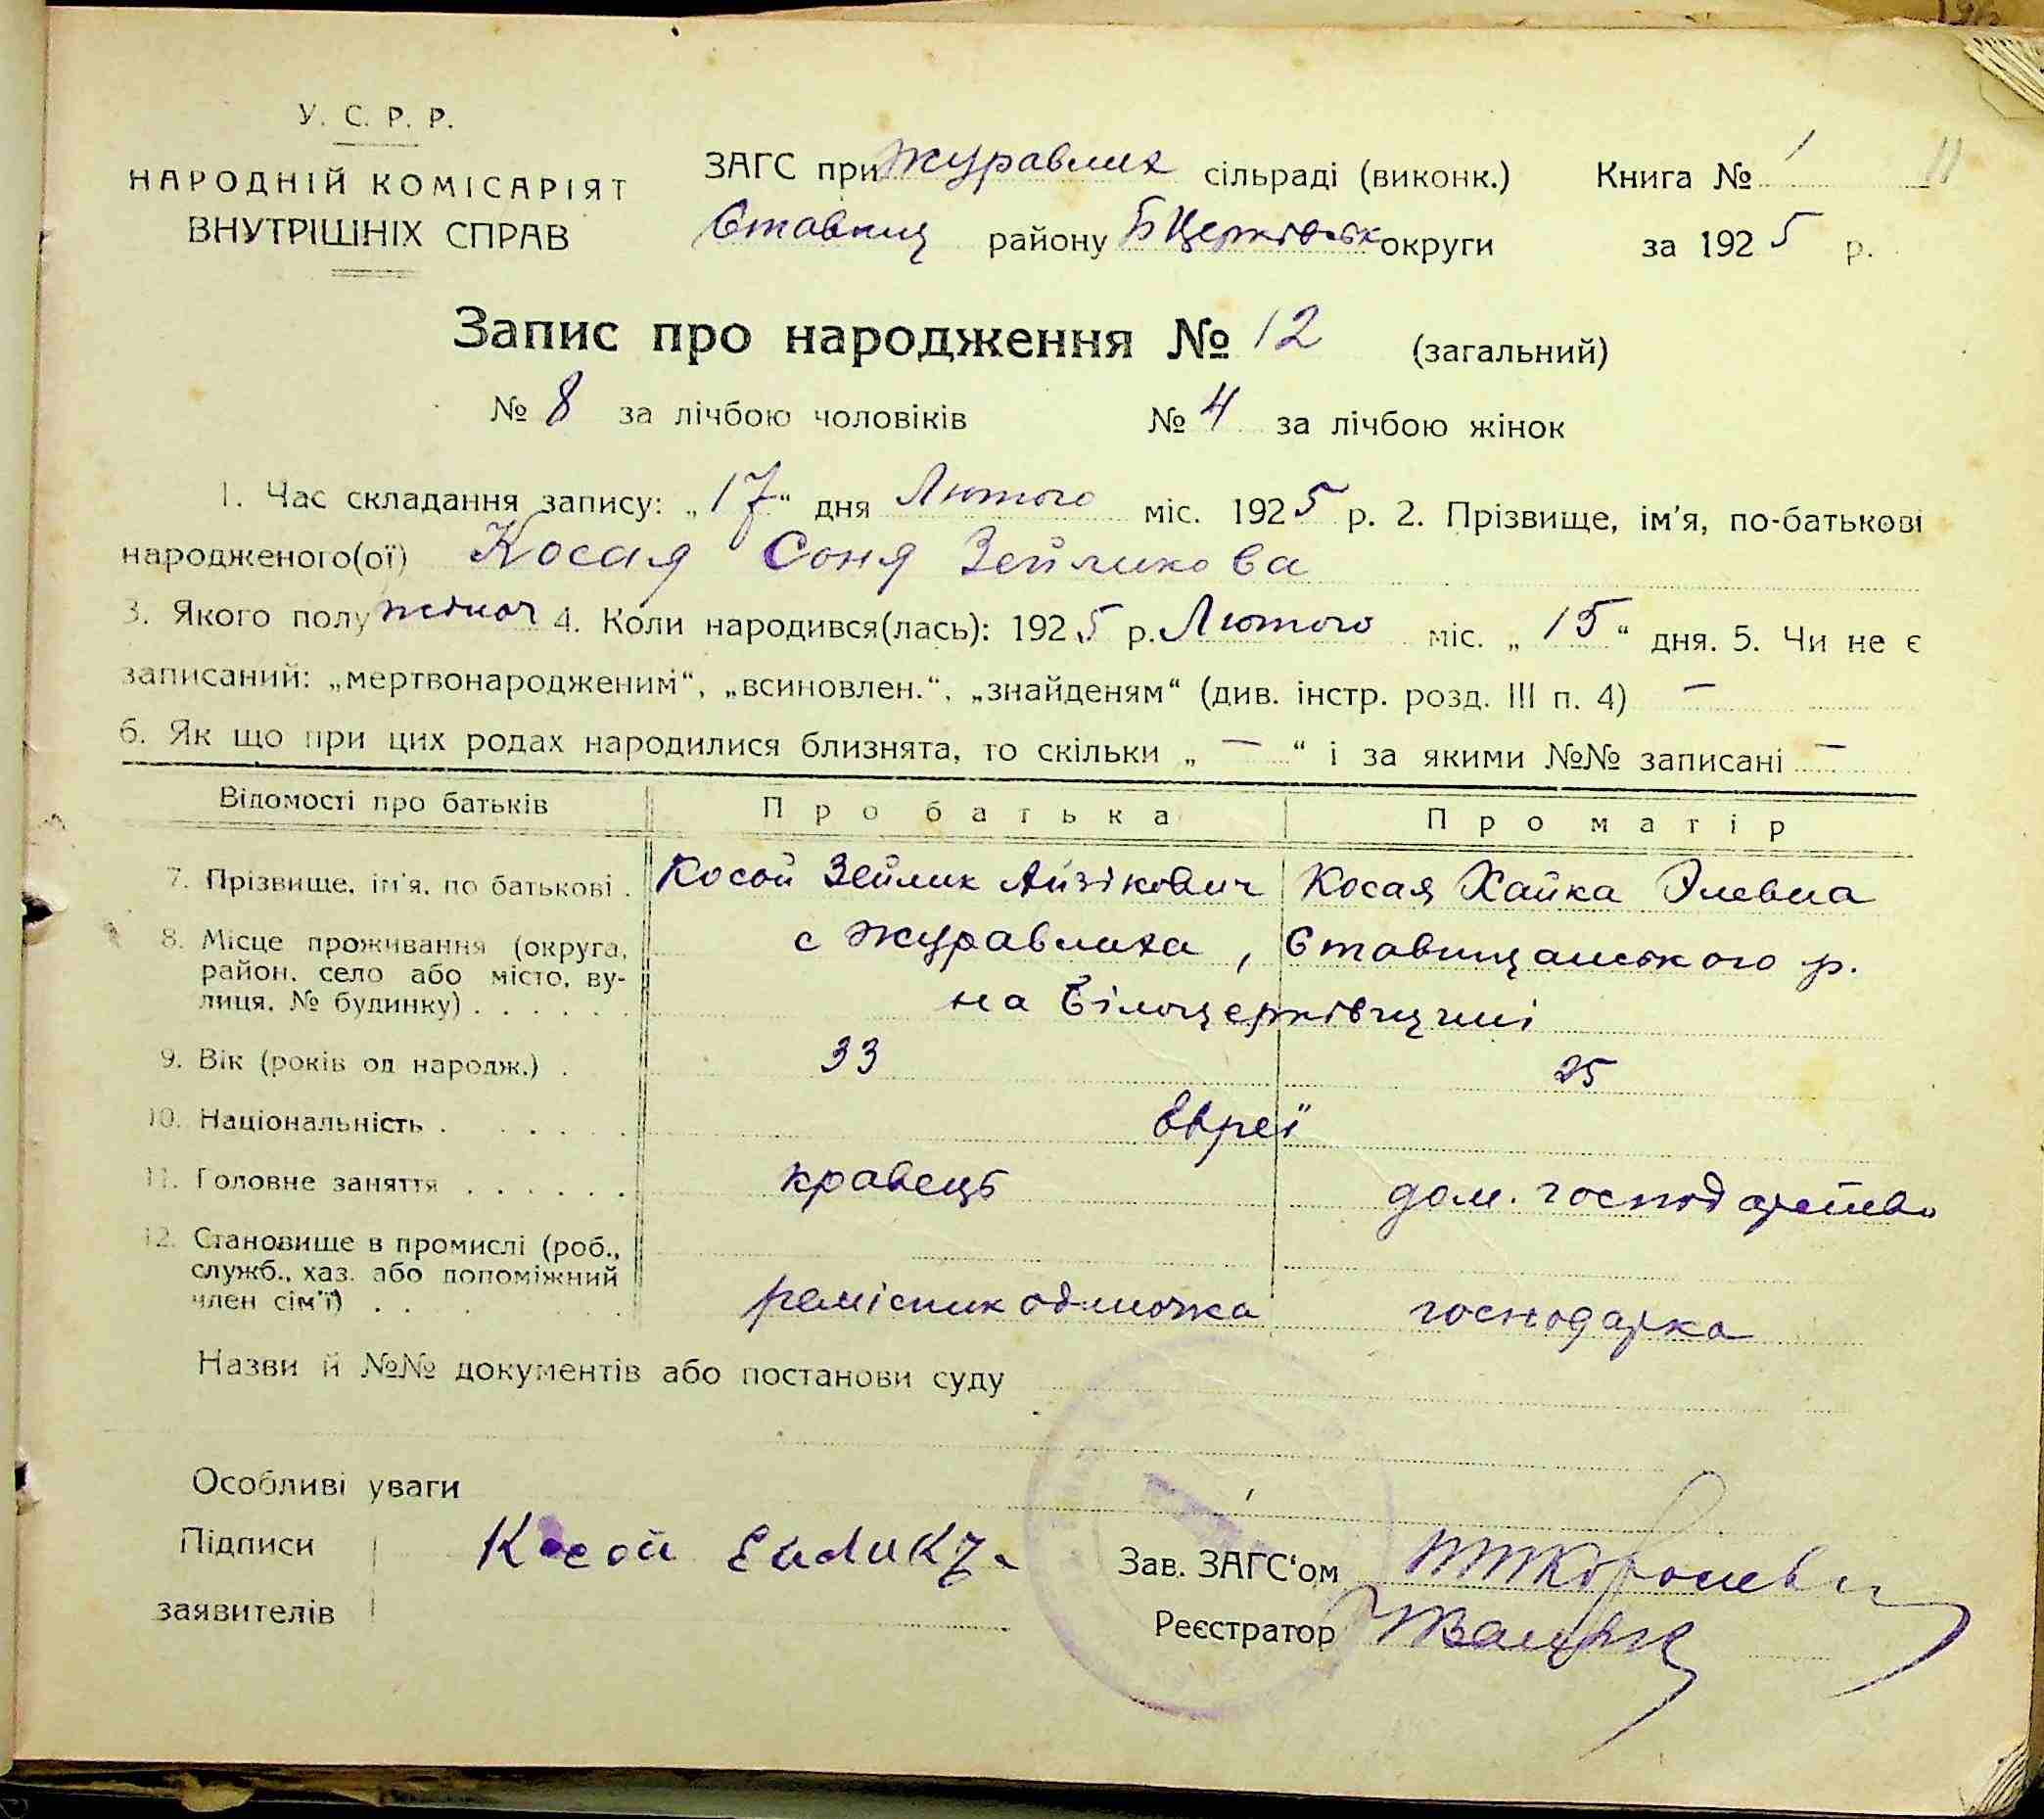 У. С. Р. Р.
НАРОДНІЙ КОМІСАРІЯТ
ВНУТРІШНІХ СПРАВ
ЗАГС при Журавлих сільраді (виконк.) Книга № 1 11
Ставищ району БЦерківськ округи за 1925 р.
Запис про народження № 12 (загальний)
№ 8 за лічбою чоловіків № 4 за лічбою жінок
1. Час складання запису: „17“ дня Лютого міс. 1925 р. 2. Прізвище, ім'я, по-батькові
народженого(ої) Косая Соня Зейликова
3. Якого полу жіноч 4. Коли народився(лась): 1925 р. Лютого міс. „15“ дня. 5. Чи не є
записаний: „мертвонародженим“, „всиновлен.“, „знайденям“ (див. інстр. розд. III п. 4) —
6. Як що при цих родах народилися близнята, то скільки „ — “ і за якими №№ записані —
Відомості про батьків Про батька Про матір
7. Прізвище, ім'я, по батькові . Косой Зейлик Айзікович Косая Хайка Элевна
8. Місце проживання (округа, с Журавлиха, Ставищанського р.
район, село або місто, ву-
лиця, № будинку) . . . . . . на Білоцерківщині
9. Вік (років од народж.) . 33 25
10. Національність . . . . . . євреї
11. Головне заняття . . . . . . кравець дом. господарство
12. Становище в промислі (роб.,
служб., хаз. або допоміжний
член сім'ї) . . . ремісник одиночка господарка
Назви й №№ документів або постанови суду
Особливі уваги
Підписи Косой
заявителів
Зав. ЗАГС'ом
Реєстратор